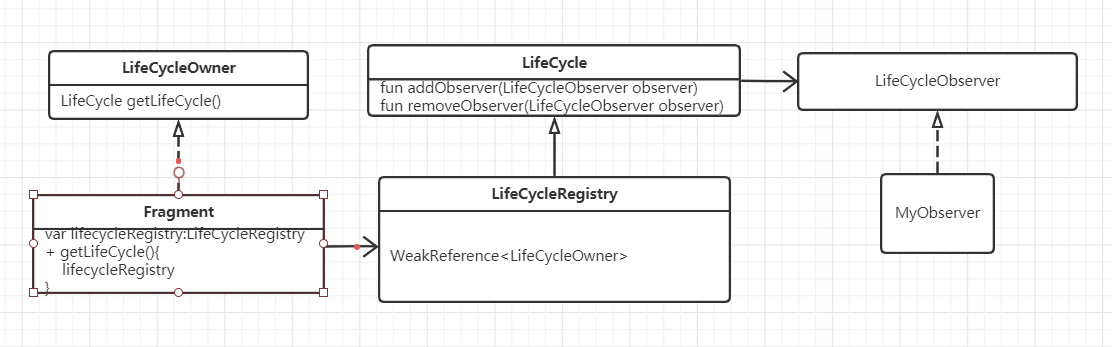 LifeCycleOwner
LifeCycle getLifeCycle()
LifeCycle
fun addObserver(LifeCycleObserver observer)
fun removeObserver(LifeCycleObserver observer)
LifeCycleObserver
Fragment
var lifecycleRegistry:LifeCycleRegistry
+ getLifeCycle(){
lifecycleRegistry
}
LifeCycleRegistry
WeakReference<LifeCycleOwner>
MyObserver